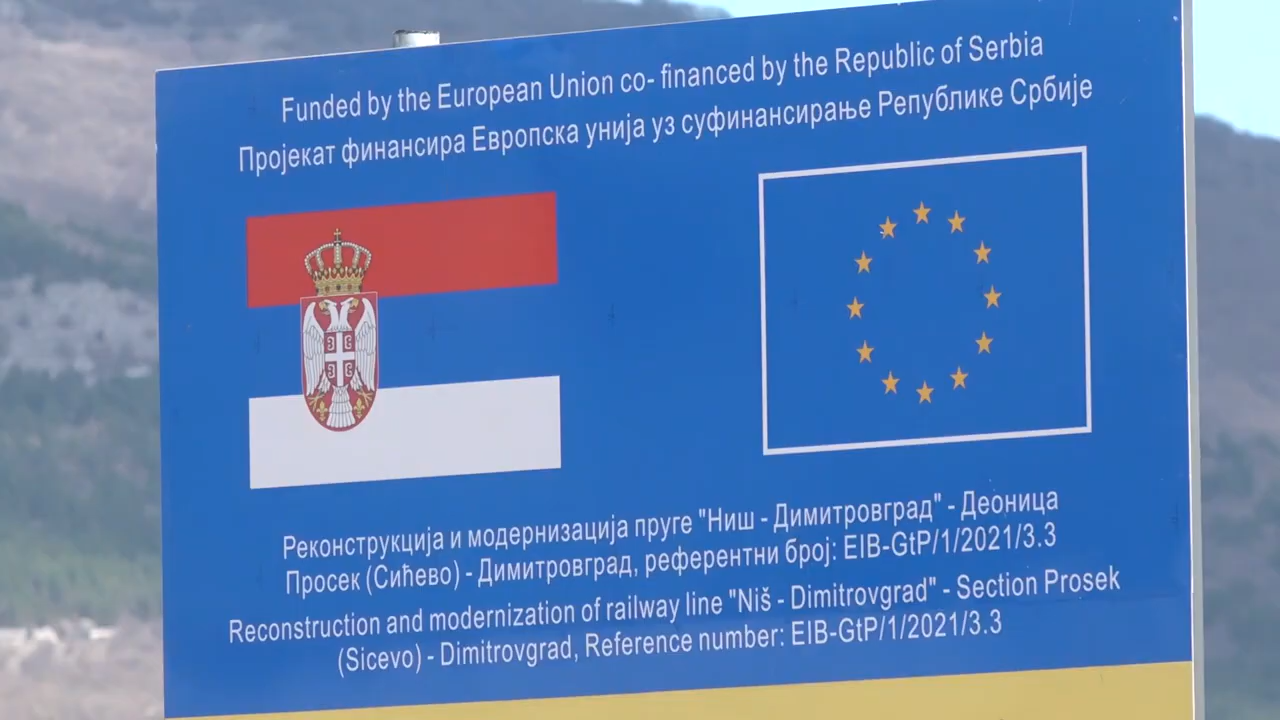 Funded by the European Union co- financed by the Republic of Serbia
Пројекат финансира Европска унија уз суфинансирање Републике Србије
Реконструкција и модернизација пруге "Ниш - Димитровград" - Деоница
Просек (Сићево) - Димитровград, референтни број: EIB-GtP/1/2021/3.3
Reconstruction and modernization of railway line "Niš - Dimitrovgrad" - Section Prosek
(Sicevo) - Dimitrovgrad, Reference number: EIB-GtP/1/2021/3.3